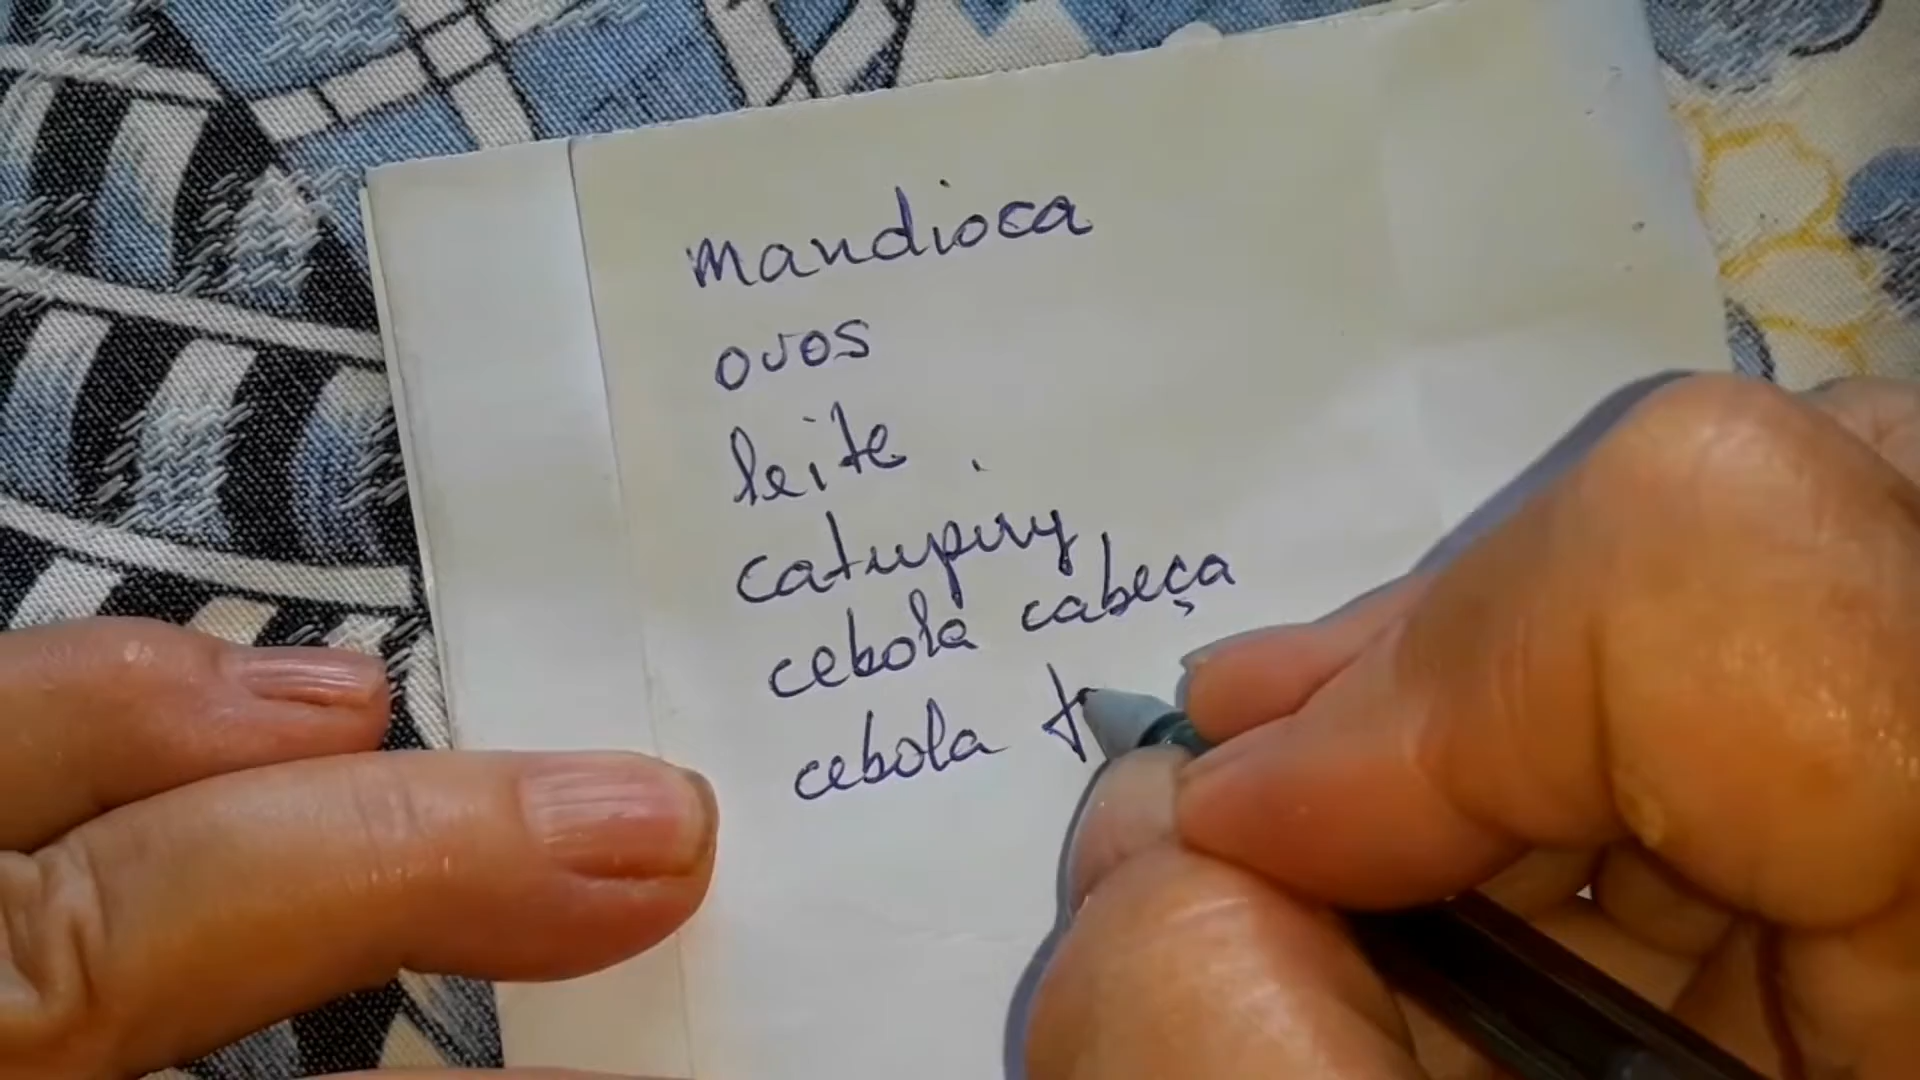 mandioca
ovos
leite
catupiry
cebola cabeça
cebola f